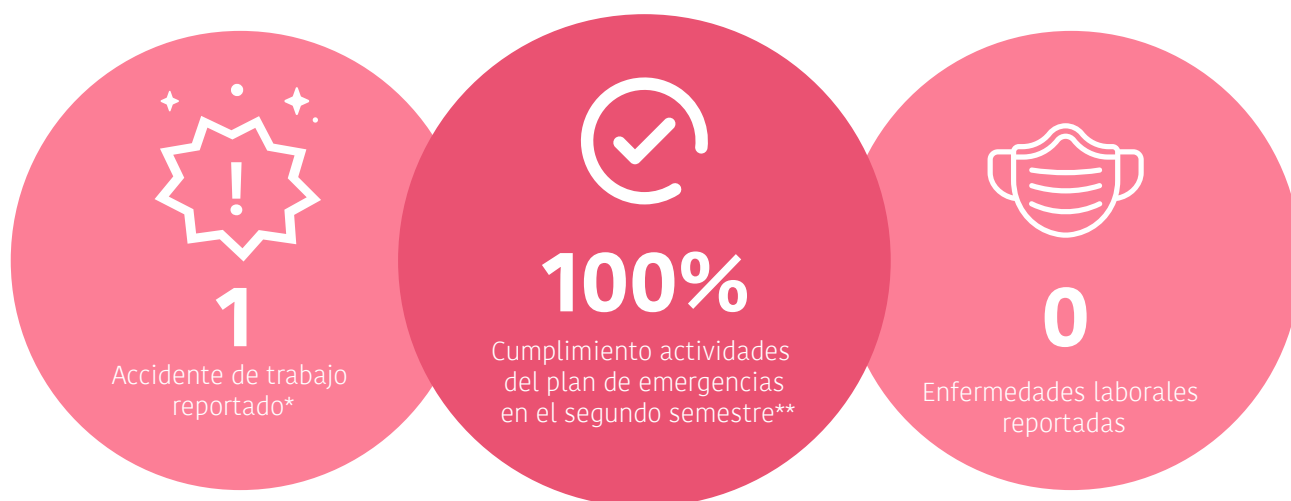 !
1
Accidente de trabajo
reportado*
100%
Cumplimiento actividades
del plan de emergencias
en el segundo semestre**
0
Enfermedades laborales
reportadas